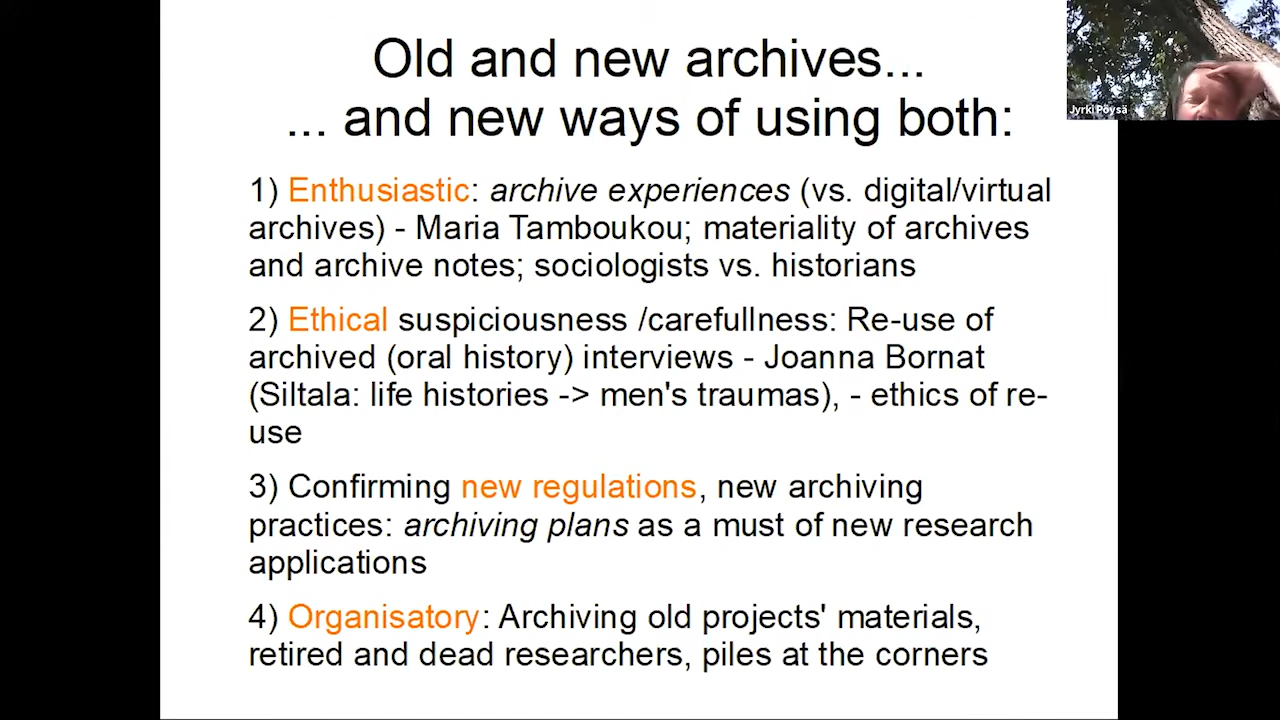 Old and new archives...
... and new ways of using both:
1) Enthusiastic: archive experiences (vs. digital/virtual
archives) - Maria Tamboukou; materiality of archives
and archive notes; sociologists vs. historians
2) Ethical suspiciousness /carefullness: Re-use of
archived (oral history) interviews - Joanna Bornat
(Siltala: life histories -> men's traumas), - ethics of re-
use
3) Confirming new regulations, new archiving
practices: archiving plans as a must of new research
applications
4) Organisatory: Archiving old projects' materials,
retired and dead researchers, piles at the corners
Jyrki Pöysä